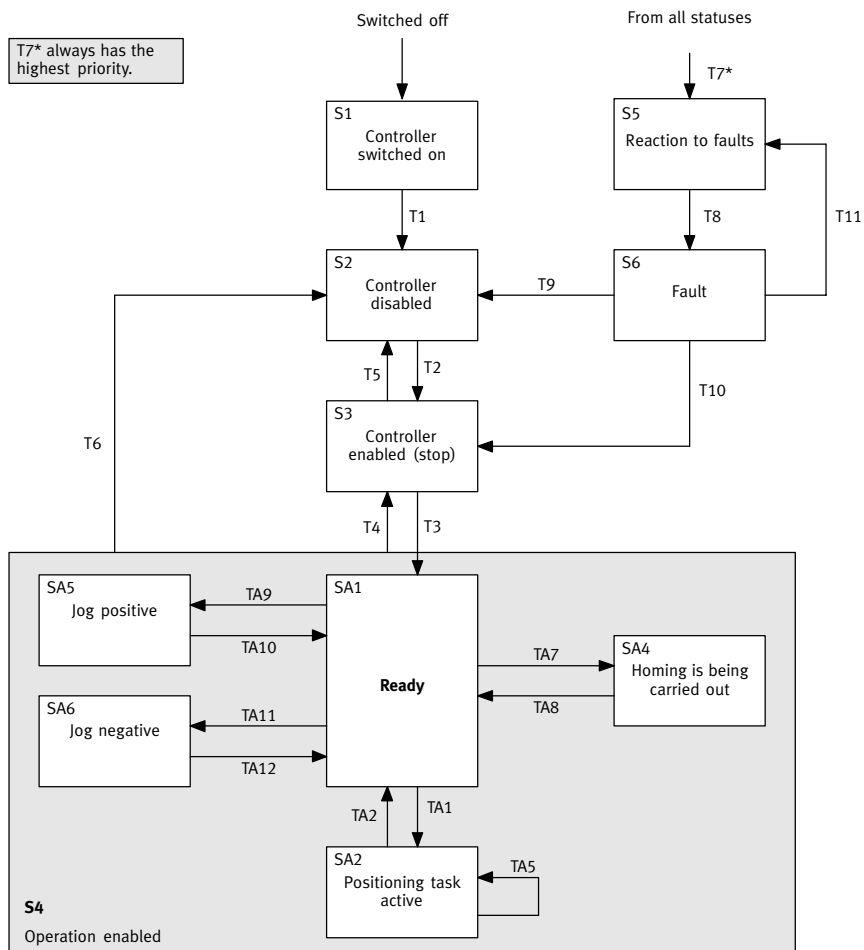 Switched off
From all statuses
T7* always has the
highest priority.
T7*
S1
Controller
switched on
S5
Reaction to faults
T1
T8
T11
S2
Controller
disabled
T9
S6
Fault
T5
T2
T10
S3
Controller
enabled (stop)
T6
T4
T3
SA5
Jog positive
TA9
TA10
SA1
Ready
TA7
TA8
SA4
Homing is being
carried out
SA6
Jog negative
TA11
TA12
TA2
TA1
SA2
Positioning task
active
TA5
S4
Operation enabled